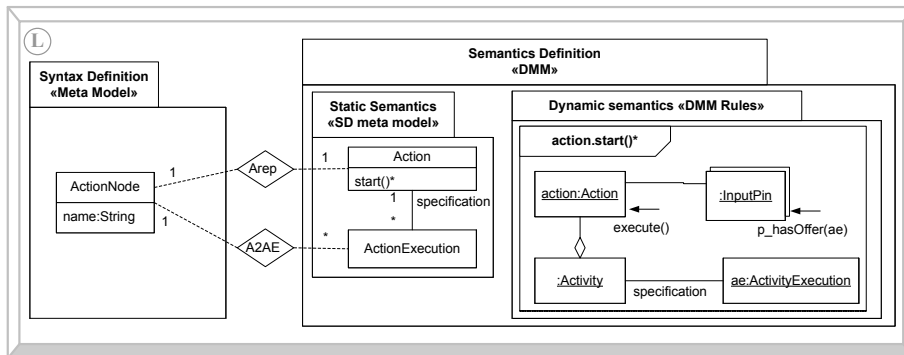 L
Syntax Definition
«Meta Model»
ActionNode
name:String
1
1
Arep
A2AE
Semantics Definition
«DMM»
Static Semantics
«SD meta model»
1
Action
start()*
1
specification
*
*
ActionExecution
Dynamic semantics «DMM Rules»
action.start()*
action:Action
:InputPin
execute()
p_hasOffer(ae)
:Activity
specification
ae:ActivityExecution